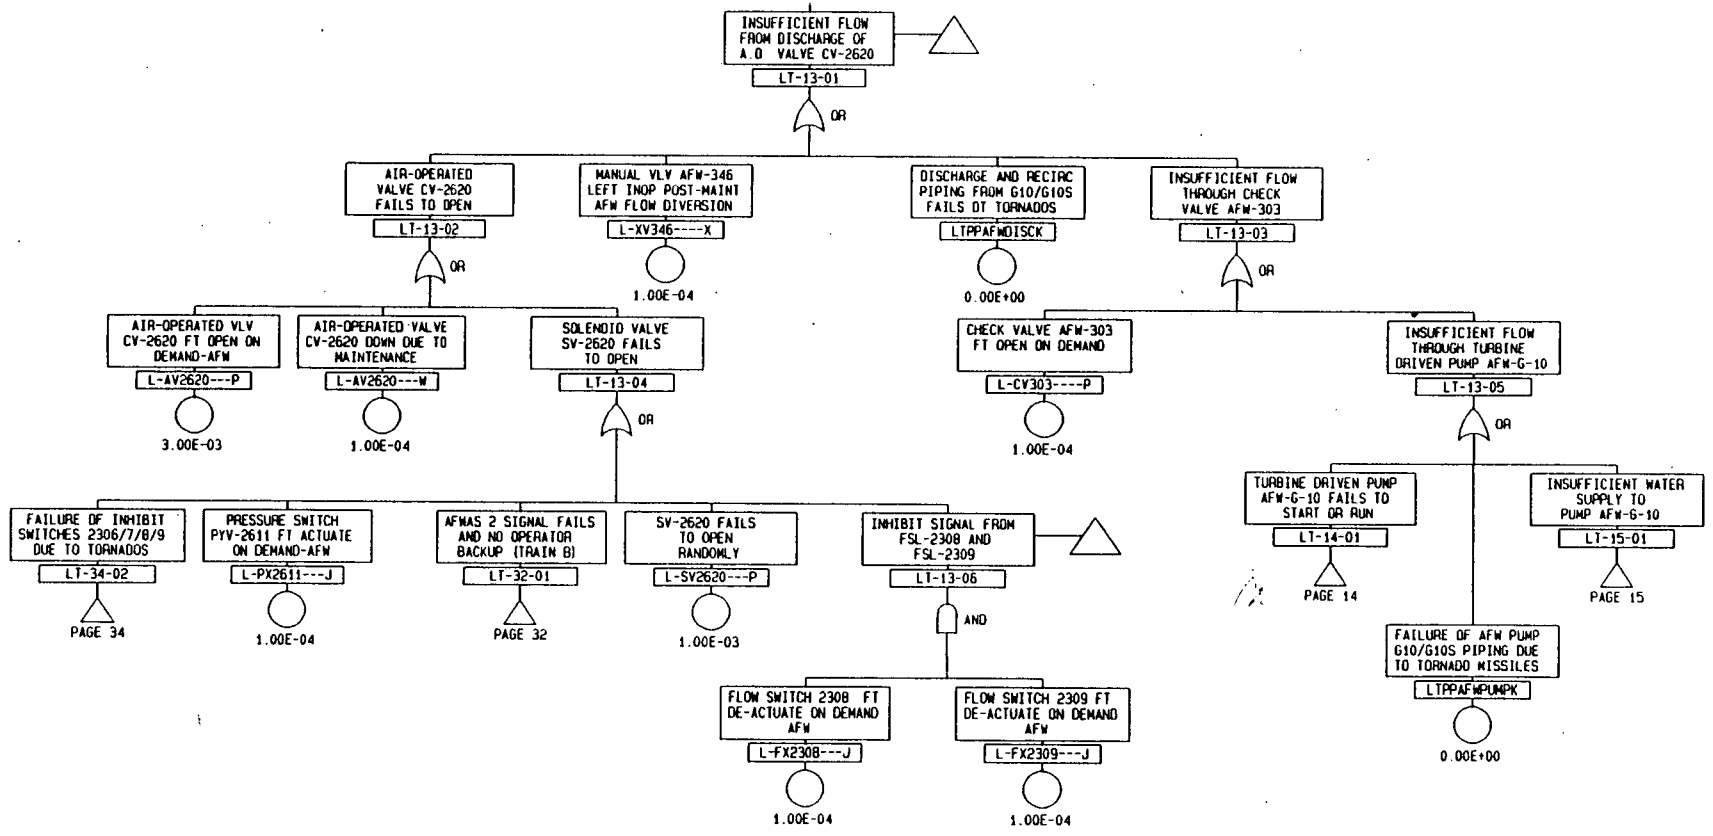 INSUFFICIENT FLOW
FROM DISCHARGE OF
A.O VALVE CV-2620
LT-13-01
OR
AIR-OPERATED
VALVE CV-2620
FAILS TO OPEN
LT-13-02
OR
MANUAL VLV AFW-346
LEFT INOP POST-MAINT
AFW FLOW DIVERSION
L-XV346----X
1.00E-04
DISCHARGE AND RECIRC
PIPING FROM G10/G10S
FAILS DT TORNADOS
LTPPAFWDISCK
0.00E+00
INSUFFICIENT FLOW
THROUGH CHECK
VALVE AFW-303
LT-13-03
OR
AIR-OPERATED VLV
CV-2620 FT OPEN ON
DEMAND-AFW
L-AV2620---P
3.00E-03
AIR-OPERATED VALVE
CV-2620 DOWN DUE TO
MAINTENANCE
L-AV2620---W
1.00E-04
SOLENOID VALVE
SV-2620 FAILS
TO OPEN
LT-13-04
OR
CHECK VALVE AFW-303
FT OPEN ON DEMAND
L-CV303----P
1.00E-04
INSUFFICIENT FLOW
THROUGH TURBINE
DRIVEN PUMP AFW-G-10
LT-13-05
OR
FAILURE OF INHIBIT
SWITCHES 2306/7/8/9
DUE TO TORNADOS
LT-34-02
PAGE 34
PRESSURE SWITCH
PYV-2611 FT ACTUATE
ON DEMAND-AFW
L-PX2611---J
1.00E-04
AFWAS 2 SIGNAL FAILS
AND NO OPERATOR
BACKUP (TRAIN B)
LT-32-01
PAGE 32
SV-2620 FAILS
TO OPEN
RANDOMLY
L-SV2620---P
1.00E-03
INHIBIT SIGNAL FROM
FSL-2308 AND
FSL-2309
LT-13-06
AND
TURBINE DRIVEN PUMP
AFW-G-10 FAILS TO
START OR RUN
LT-14-01
PAGE 14
INSUFFICIENT WATER
SUPPLY TO
PUMP AFW-G-10
LT-15-01
PAGE 15
FAILURE OF AFW PUMP
G10/G10S PIPING DUE
TO TORNADO MISSILES
LTPPAFWPUMPK
0.00E+00
FLOW SWITCH 2308 FT
DE-ACTUATE ON DEMAND
AFW
L-FX2308---J
1.00E-04
FLOW SWITCH 2309 FT
DE-ACTUATE ON DEMAND
AFW
L-FX2309---J
1.00E-04